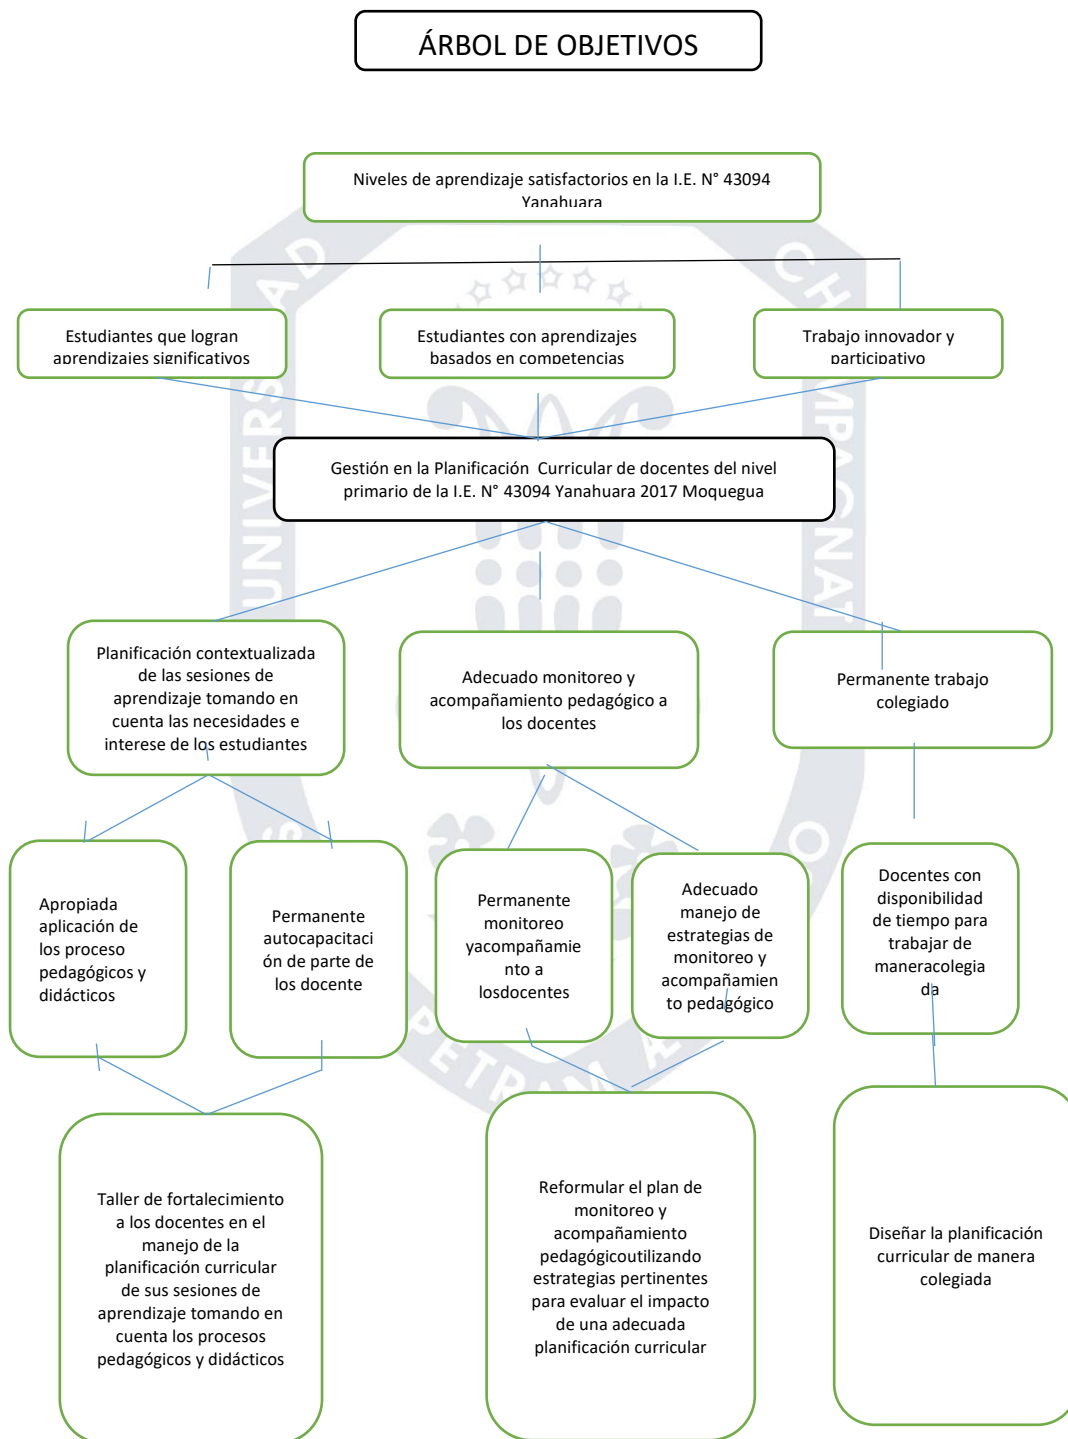 ÁRBOL DE OBJETIVOS
Niveles de aprendizaje satisfactorios en la I.E. N° 43094
Yanahuara
Estudiantes que logran
aprendizajes significativos
Estudiantes con aprendizajes
basados en competencias
Trabajo innovador y
participativo
Gestión en la Planificación Curricular de docentes del nivel
primario de la I.E. N° 43094 Yanahuara 2017 Moquegua
Planificación contextualizada
de las sesiones de
aprendizaje tomando en
cuenta las necesidades e
interese de los estudiantes
Adecuado monitoreo y
acompañamiento pedagógico a
los docentes
Permanente trabajo
colegiado
Apropiada
aplicación de
los proceso
pedagógicos y
didácticos
Permanente
autocapacitaci
ón de parte de
los docente
Permanente
monitoreo
yacompañamie
nto a
losdocentes
Adecuado
manejo de
estrategias de
monitoreo y
acompañamien
to pedagógico
Docentes con
disponibilidad
de tiempo para
trabajar de
maneracolegia
da
Taller de fortalecimiento
a los docentes en el
manejo de la
planificación curricular
de sus sesiones de
aprendizaje tomando en
cuenta los procesos
pedagógicos y didácticos
Reformular el plan de
monitoreo y
acompañamiento
pedagógicoutilizando
estrategias pertinentes
para evaluar el impacto
de una adecuada
planificación curricular
Diseñar la planificación
curricular de manera
colegiada